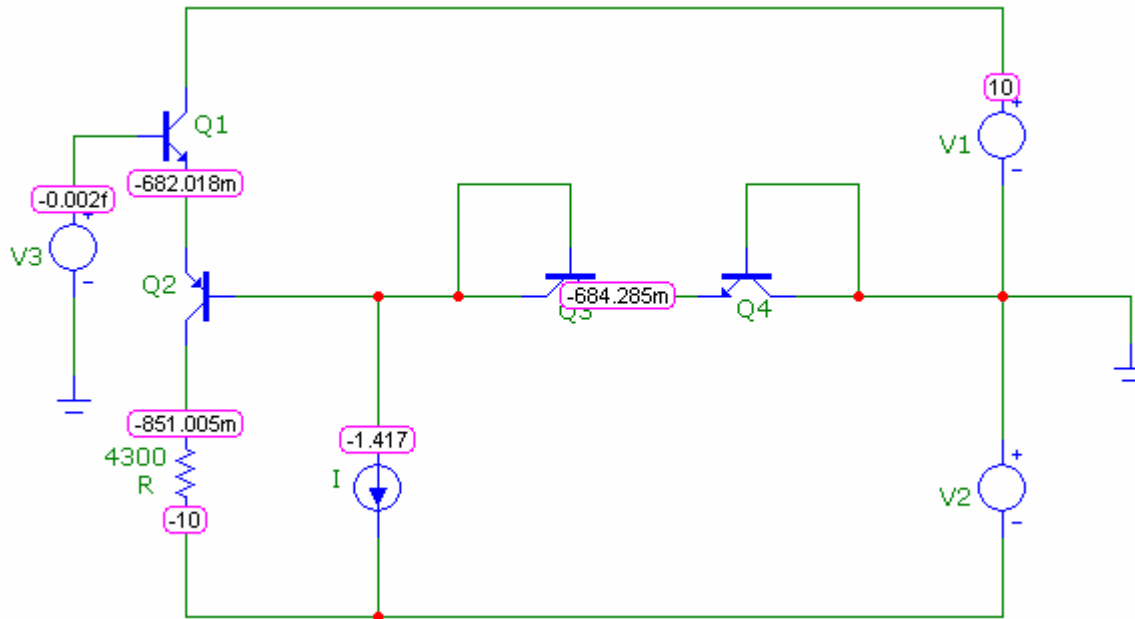 10
Q1
V1
-682.018m
-0.002f
V3
Q2
-684.285m
Q3
Q4
-851.005m
4300
R
-1.417
I
V2
-10